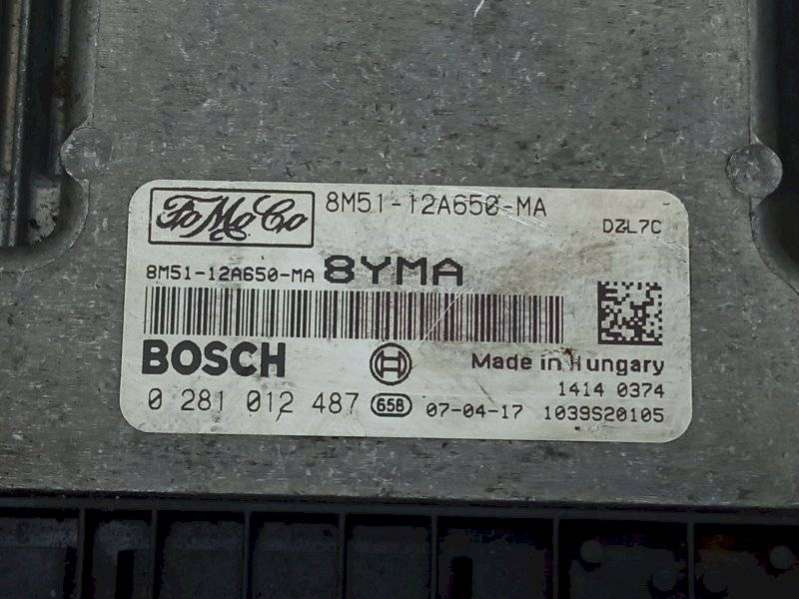 FoMoCo 8M51-12A650-MA
DZL7C
8M51-12A650-MA 8YMA
BOSCH Made in Hungary
1414 0374
0 281 012 487 658 07-04-17 1039S20105